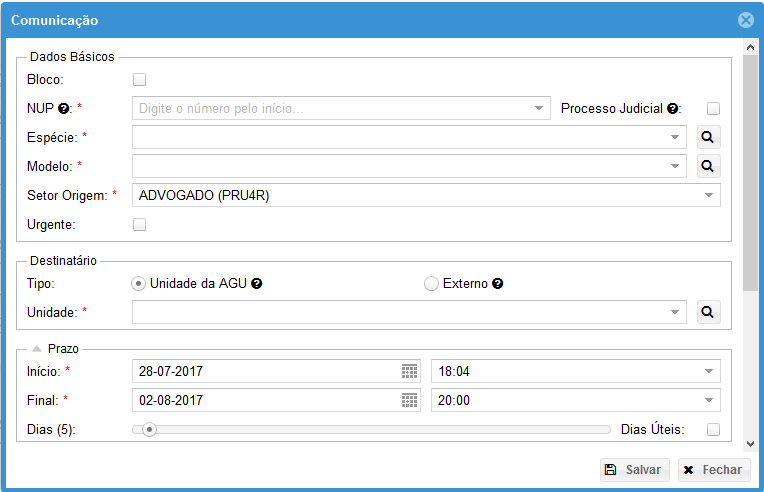 Comunicação
Dados Básicos
Bloco:
NUP ?: * Digite o número pelo início... Processo Judicial ?:
Espécie: *
Modelo: *
Setor Origem: * ADVOGADO (PRU4R)
Urgente:
Destinatário
Tipo: Unidade da AGU ? Externo ?
Unidade: *
Prazo
Início: * 28-07-2017 18:04
Final: * 02-08-2017 20:00
Dias (5): Dias Úteis:
Salvar Fechar